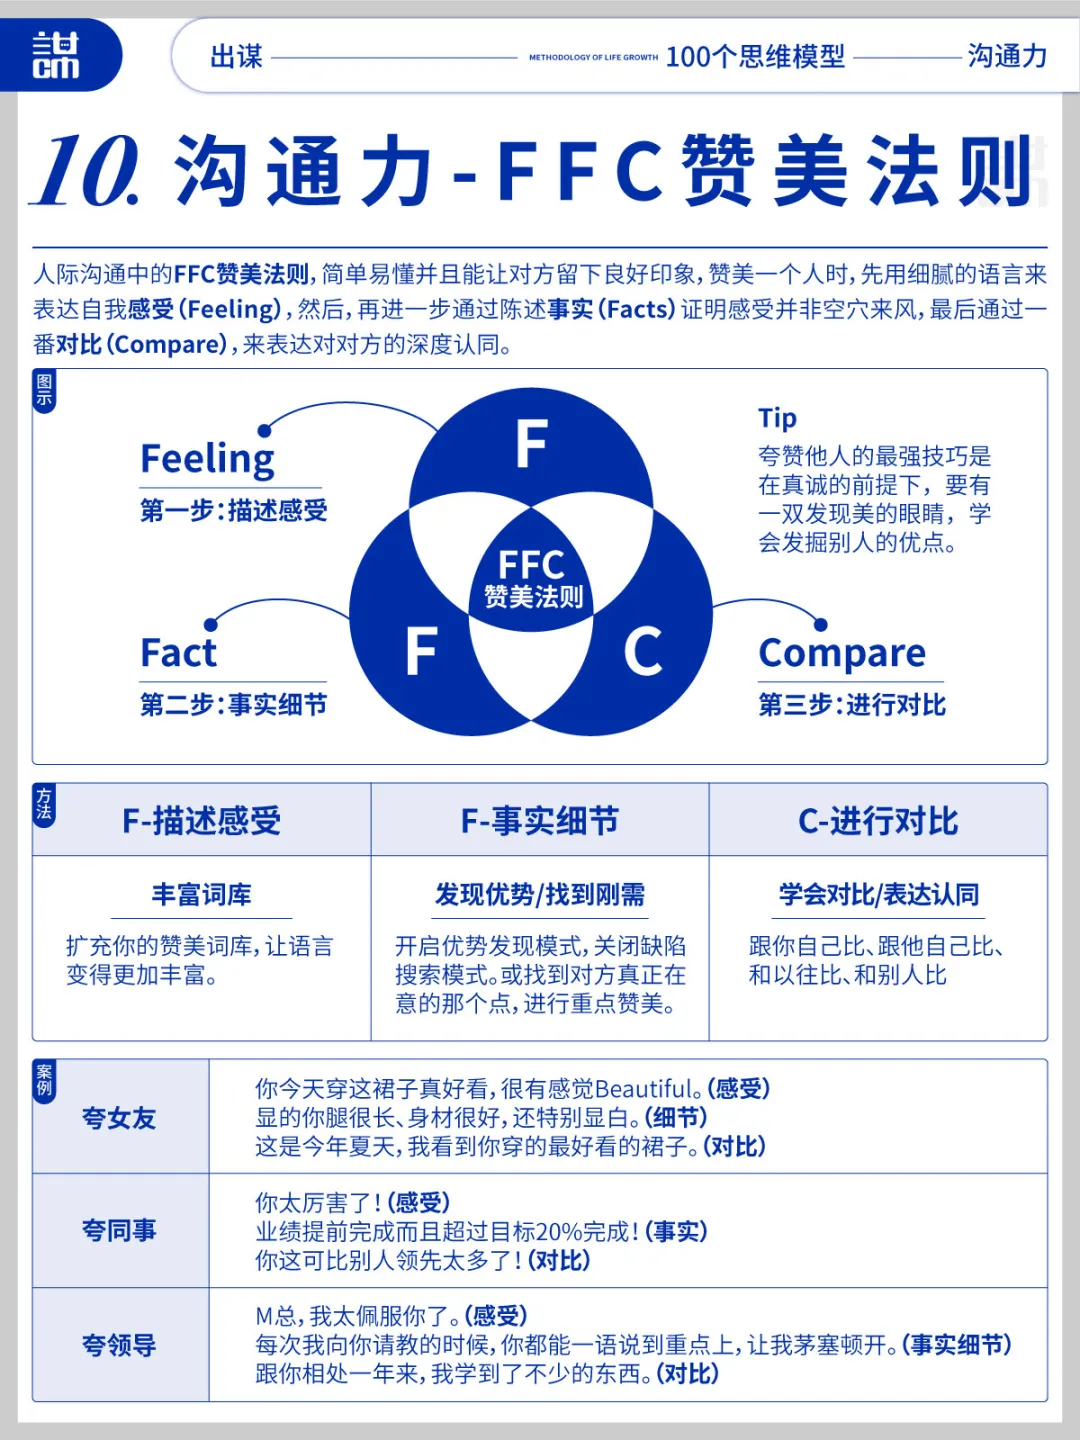 谋cm
出谋
METHODOLOGY OF LIFE GROWTH
100个思维模型
沟通力
10. 沟通力-FFC赞美法则
人际沟通中的FFC赞美法则，简单易懂并且能让对方留下良好印象，赞美一个人时，先用细腻的语言来
表达自我感受（Feeling），然后，再进一步通过陈述事实（Facts）证明感受并非空穴来风，最后通过一
番对比（Compare），来表达对对方的深度认同。
图示
Feeling
第一步：描述感受
F
Tip
夸赞他人的最强技巧是
在真诚的前提下，要有
一双发现美的眼睛，学
会发掘别人的优点。
FFC
赞美法则
Fact
第二步：事实细节
F
C
Compare
第三步：进行对比
方法
F-描述感受
F-事实细节
C-进行对比
丰富词库
扩充你的赞美词库，让语言
变得更加丰富。
发现优势/找到刚需
开启优势发现模式，关闭缺陷
搜索模式。或找到对方真正在
意的那个点，进行重点赞美。
学会对比/表达认同
跟你自己比、跟他自己比、
和以往比、和别人比
案例
夸女友
你今天穿这裙子真好看，很有感觉Beautiful。（感受）
显的你腿很长、身材很好，还特别显白。（细节）
这是今年夏天，我看到你穿的最好看的裙子。（对比）
夸同事
你太厉害了！（感受）
业绩提前完成而且超过目标20%完成！（事实）
你这可比别人领先太多了！（对比）
夸领导
M总，我太佩服你了。（感受）
每次我向你请教的时候，你都能一语说到重点上，让我茅塞顿开。（事实细节）
跟你相处一年来，我学到了不少的东西。（对比）